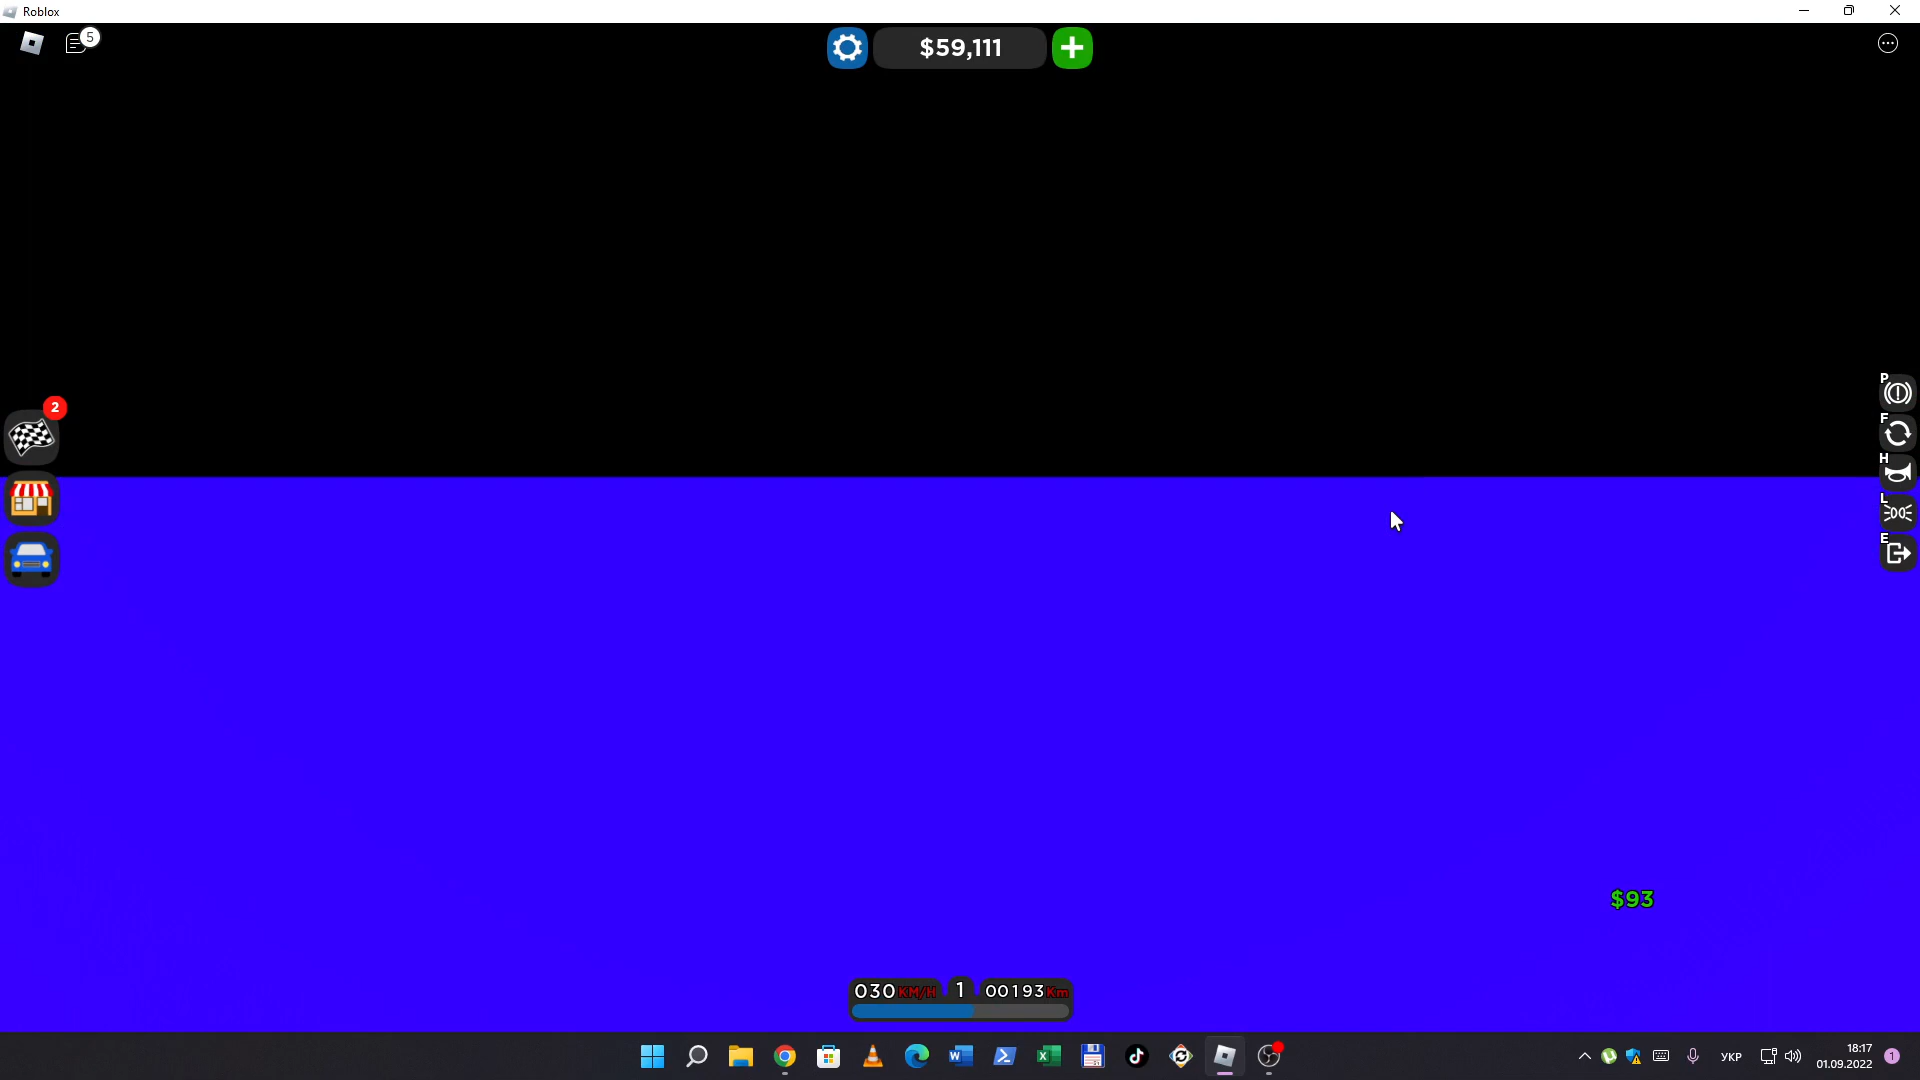 Roblox
5
$59,111
2
P
F
H
L
E
$93
030 KM/H 1 00193 Km
УКР
18:17
01.09.2022
1